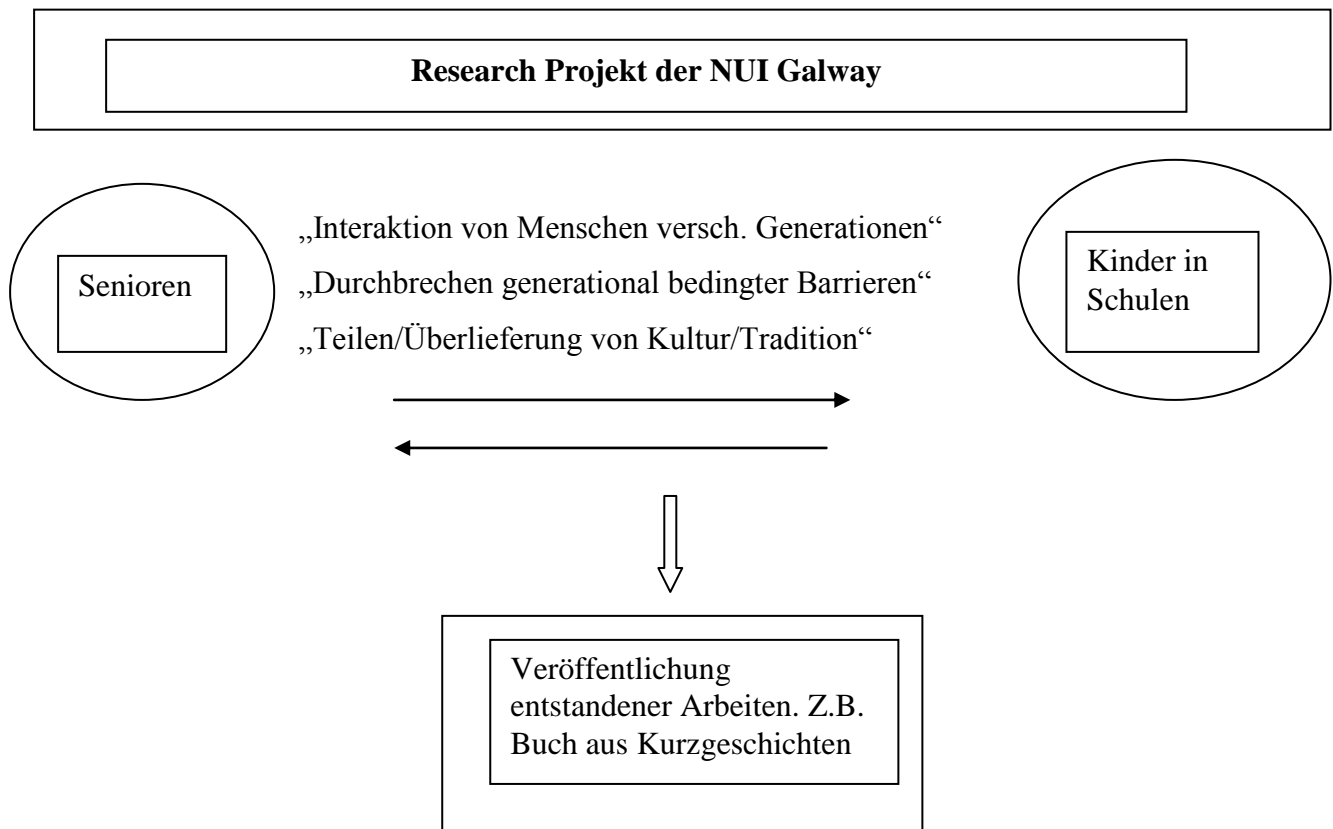 Research Projekt der NUI Galway
Senioren
„Interaktion von Menschen versch. Generationen“
„Durchbrechen generational bedingter Barrieren“
„Teilen/Überlieferung von Kultur/Tradition“
Kinder in
Schulen
Veröffentlichung
entstandener Arbeiten. Z.B.
Buch aus Kurzgeschichten